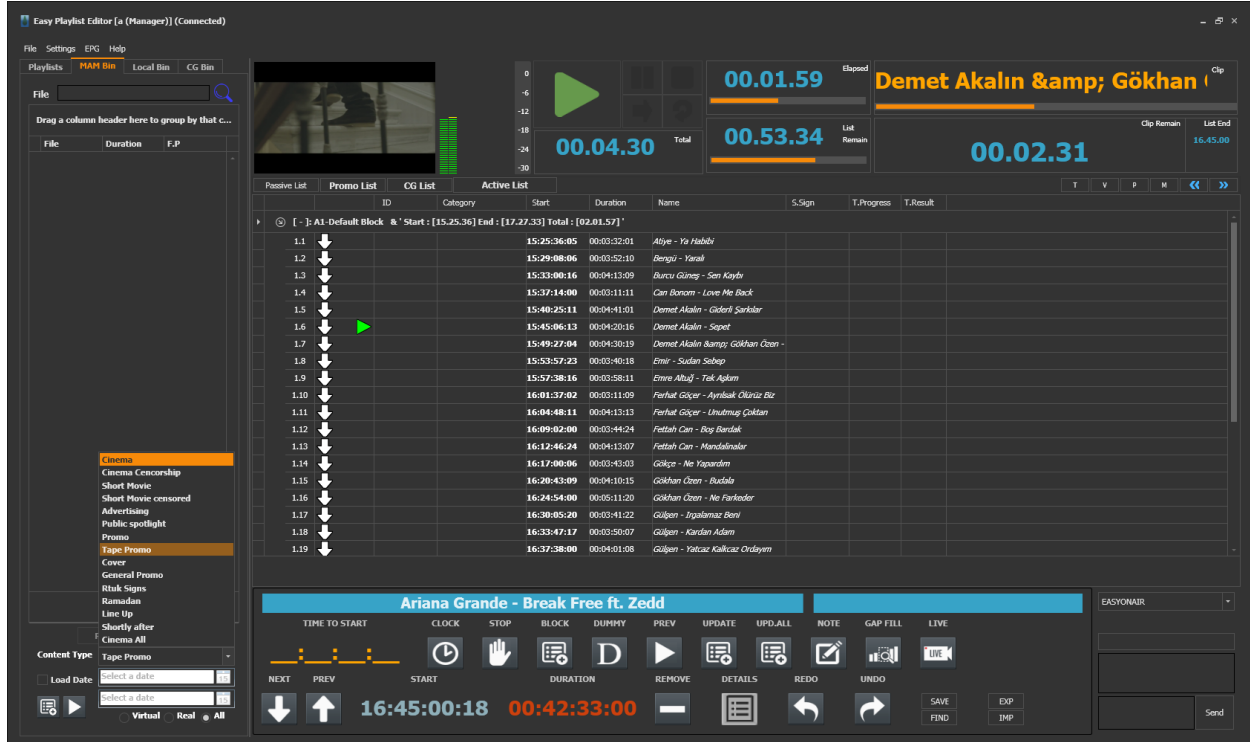 Easy Playlist Editor [a (Manager)] (Connected)
File Settings EPG Help
Playlists MAM Bin Local Bin CG Bin
File
Drag a column header here to group by that c...
File Duration F.P
Cinema
Cinema Cencorship
Short Movie
Short Movie censored
Advertising
Public spotlight
Promo
Tape Promo
Cover
General Promo
Rtuk Signs
Ramadan
Line Up
Shortly after
Cinema All
Content Type Tape Promo
Load Date Select a date 15
Select a date 15
Virtual Real All
0
-6
-12
-18
-24
-30
00.04.30 Total
00.01.59 Elapsed
00.53.34 List Remain
Demet Akalın &amp; Gökhan Clip
00.02.31 Clip Remain
List End
16.45.00
Passive List Promo List CG List Active List
T V P M
ID Category Start Duration Name S.Sign T.Progress T.Result
[ - ]: A1-Default Block & ' Start : [15.25.36] End : [17.27.33] Total : [02.01.57] '
1.1 15:25:36:05 00:03:32:01 Atiye - Ya Habibi
1.2 15:29:08:06 00:03:52:10 Bengü - Yaralı
1.3 15:33:00:16 00:04:13:09 Burcu Güneş - Sen Kaybı
1.4 15:37:14:00 00:03:11:11 Can Bonom - Love Me Back
1.5 15:40:25:11 00:04:41:01 Demet Akalın - Giderli Şarkılar
1.6 15:45:06:13 00:04:20:16 Demet Akalın - Sepet
1.7 15:49:27:04 00:04:30:19 Demet Akalın &amp; Gökhan Özen -
1.8 15:53:57:23 00:03:40:18 Emir - Sudan Sebep
1.9 15:57:38:16 00:03:58:11 Emre Altuğ - Tek Aşkım
1.10 16:01:37:02 00:03:11:09 Ferhat Göçer - Ayrılsak Ölürüz Biz
1.11 16:04:48:11 00:04:13:13 Ferhat Göçer - Unutmuş Çoktan
1.12 16:09:02:00 00:03:44:24 Fettah Can - Boş Bardak
1.13 16:12:46:24 00:04:13:07 Fettah Can - Mandalinalar
1.14 16:17:00:06 00:03:43:03 Gökçe - Ne Yapardım
1.15 16:20:43:09 00:04:10:15 Gökhan Özen - Budala
1.16 16:24:54:00 00:05:11:20 Gökhan Özen - Ne Farkeder
1.17 16:30:05:20 00:03:41:22 Gülşen - Irgalamaz Beni
1.18 16:33:47:17 00:03:50:07 Gülşen - Kardan Adam
1.19 16:37:38:00 00:04:01:08 Gülşen - Yatcaz Kalkcaz Ordayım
Ariana Grande - Break Free ft. Zedd
TIME TO START CLOCK STOP BLOCK DUMMY PREV UPDATE UPD.ALL NOTE GAP FILL LIVE
__:__:__:__ D LIVE
NEXT PREV START DURATION REMOVE DETAILS REDO UNDO
16:45:00:18 00:42:33:00
SAVE EXP
FIND IMP
EASYONAIR
Send